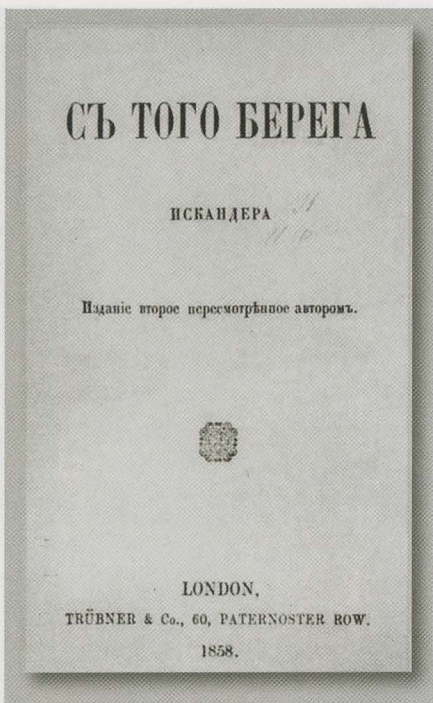 СЪ ТОГО БЕРЕГА
ИСКАНДЕРА
Изданіе второе пересмотрѣнное авторомъ.
LONDON,
TRÜBNER & Co., 60, PATERNOSTER ROW.
1858.